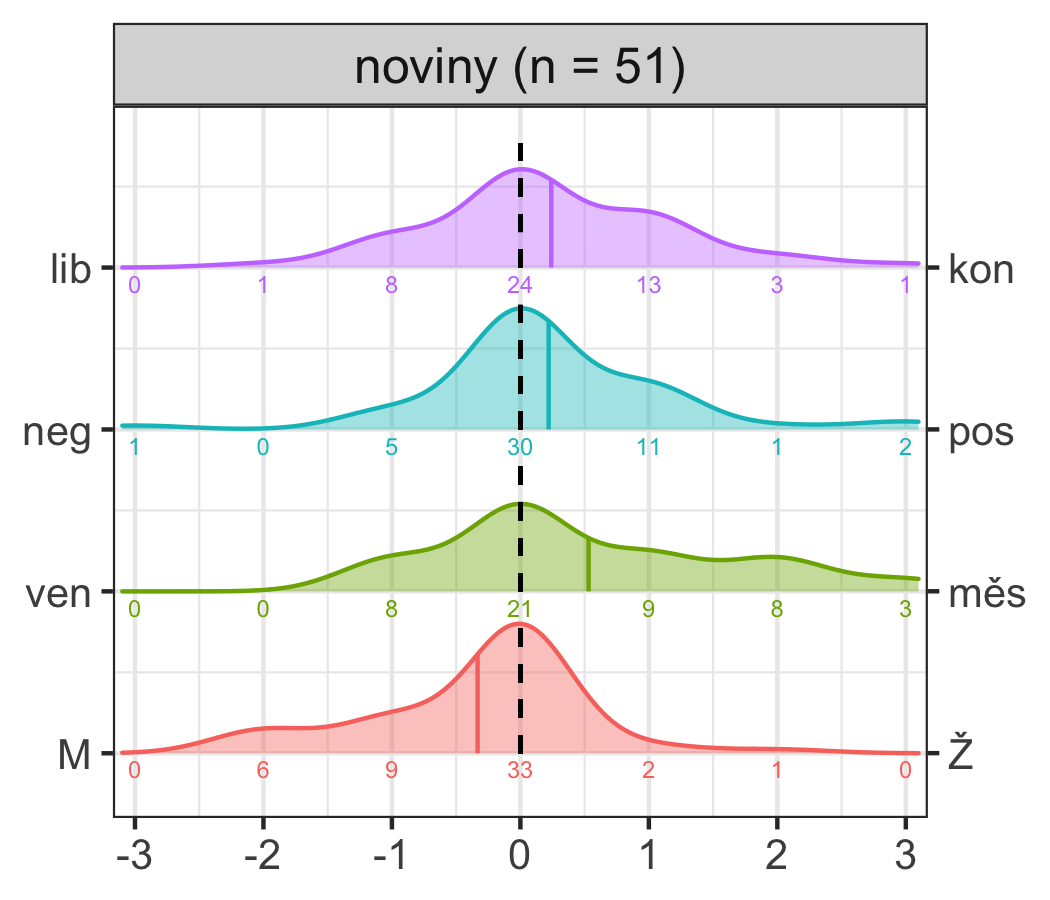 noviny (n = 51)
lib kon
0 1 8 24 13 3 1
neg pos
1 0 5 30 11 1 2
ven měs
0 0 8 21 9 8 3
M Ž
0 6 9 33 2 1 0
-3 -2 -1 0 1 2 3